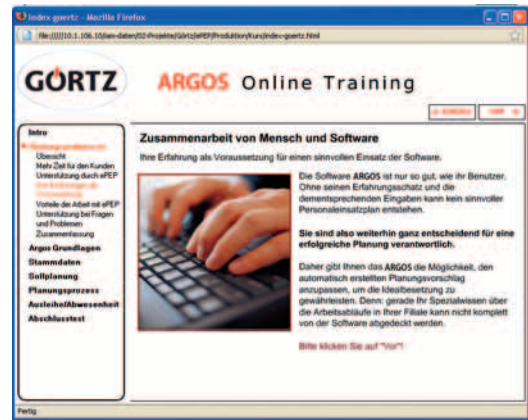 index-goertz - Mozilla Firefox
GÖRTZ
ARGOS Online Training
Intro
Übersicht
Mehr Zeit für den Kunden
Unterstützung durch ePEP
Vorteile der Arbeit mit ePEP
Unterstützung bei Fragen
und Problemen
Zusammenfassung
Argos Grundlagen
Stammdaten
Sollplanung
Planungsprozess
Ausleihe/Abwesenheit
Abschlusstest
Zusammenarbeit von Mensch und Software
Ihre Erfahrung als Voraussetzung für einen sinnvollen Einsatz der Software.
Die Software ARGOS ist nur so gut, wie ihr Benutzer.
Ohne seinen Erfahrungsschatz und die
dementsprechenden Eingaben kann kein sinnvoller
Personaleinsatzplan entstehen.
Sie sind also weiterhin ganz entscheidend für eine
erfolgreiche Planung verantwortlich.
Daher gibt Ihnen das ARGOS die Möglichkeit, den
automatisch erstellten Planungsvorschlag
anzupassen, um die Idealbesetzung zu
gewährleisten. Denn: gerade Ihr Spezialwissen über
die Arbeitsabläufe in Ihrer Filiale kann nicht komplett
von der Software abgedeckt werden.
Bitte klicken Sie auf "Vor"!
Fertig